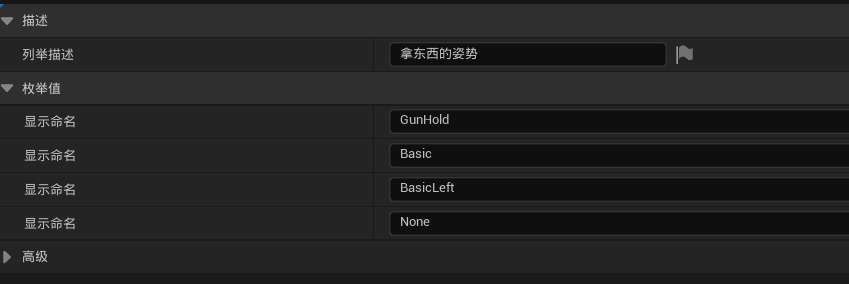 描述
列举描述 拿东西的姿势
枚举值
显示命名 GunHold
显示命名 Basic
显示命名 BasicLeft
显示命名 None
高级